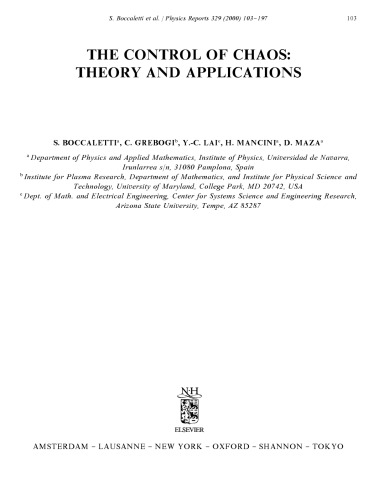 S. Boccaletti et al. / Physics Reports 329 (2000) 103–197 103
THE CONTROL OF CHAOS:
THEORY AND APPLICATIONS
S. BOCCALETTIᵃ, C. GREBOGIᵇ, Y.-C. LAIᶜ, H. MANCINIᵃ, D. MAZAᵃ
ᵃ Department of Physics and Applied Mathematics, Institute of Physics, Universidad de Navarra,
Irunlarrea s/n, 31080 Pamplona, Spain
ᵇ Institute for Plasma Research, Department of Mathematics, and Institute for Physical Science and
Technology, University of Maryland, College Park, MD 20742, USA
ᶜ Dept. of Math. and Electrical Engineering, Center for Systems Science and Engineering Research,
Arizona State University, Tempe, AZ 85287
N·H
ELSEVIER
AMSTERDAM – LAUSANNE – NEW YORK – OXFORD – SHANNON – TOKYO